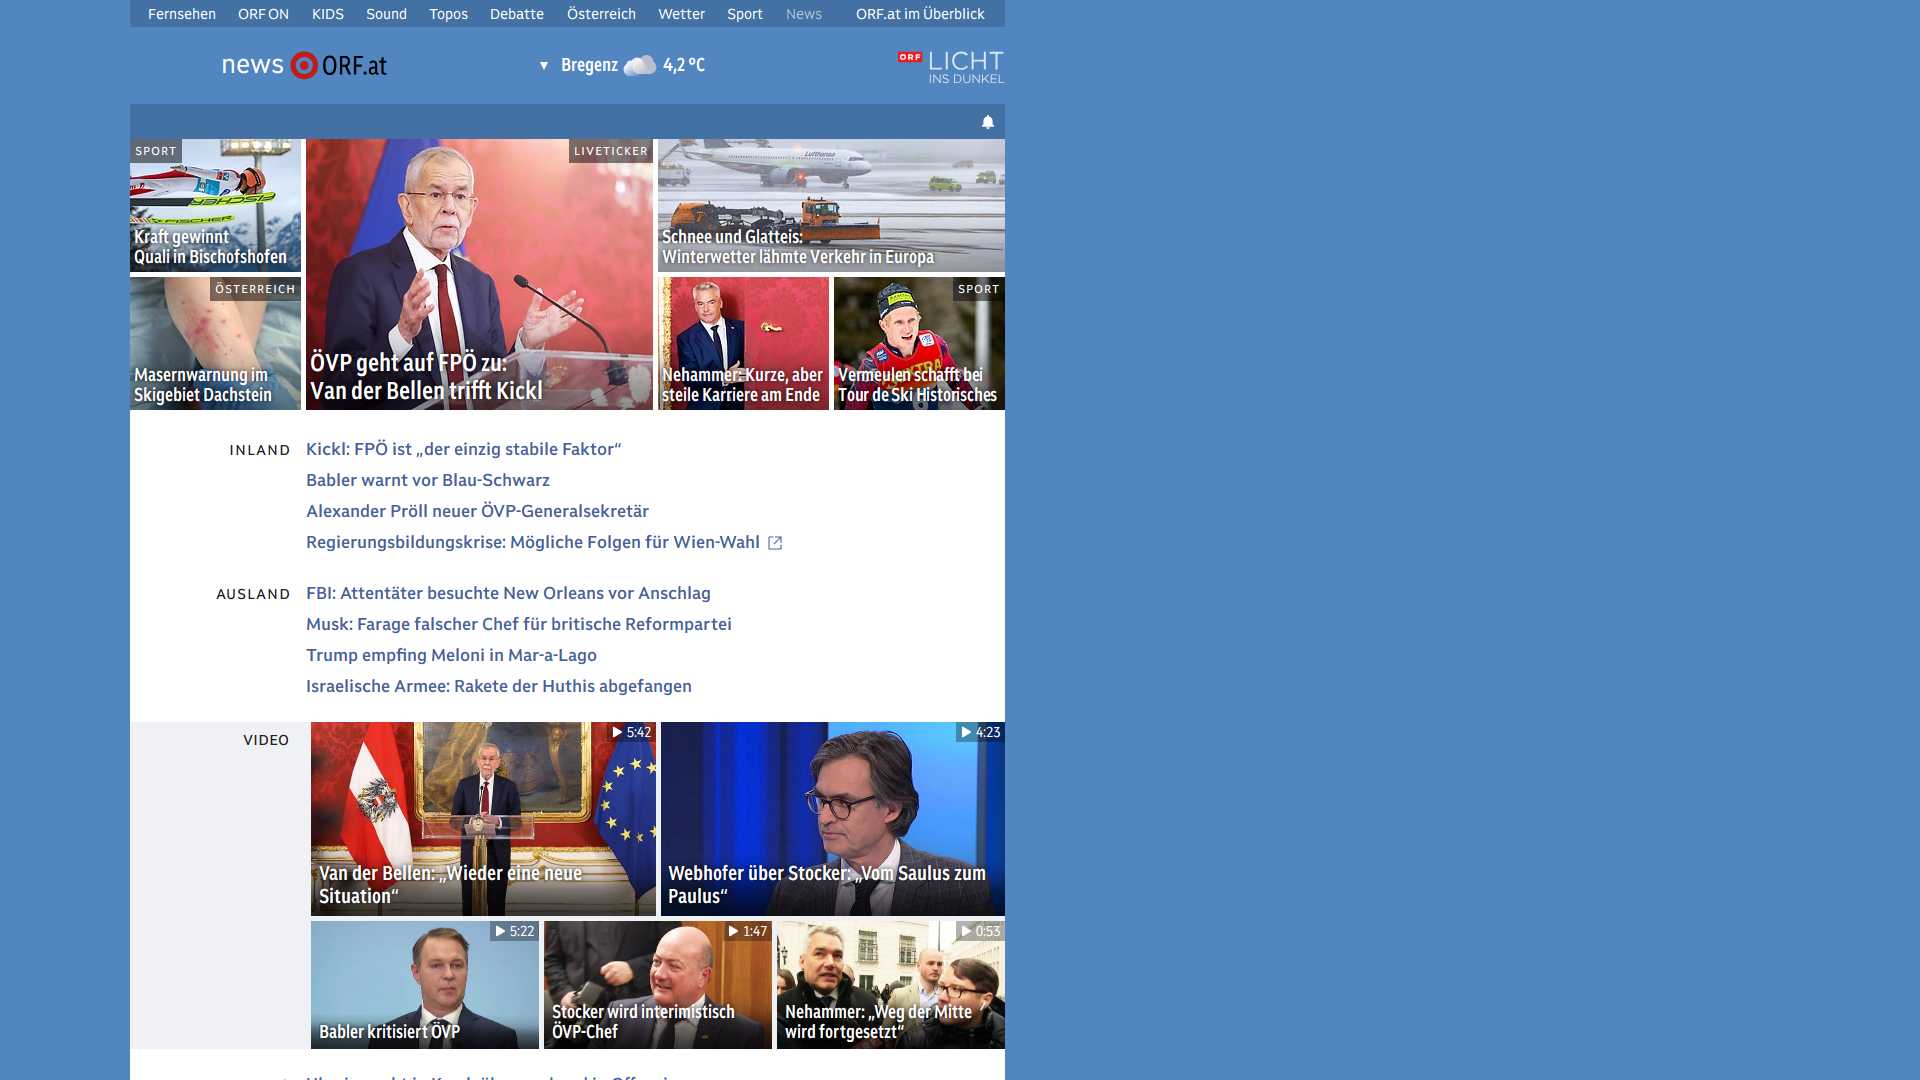 Fernsehen ORF ON KIDS Sound Topos Debatte Österreich Wetter Sport News ORF.at im Überblick
news ORF.at
Bregenz 4,2 °C
ORF LICHT
INS DUNKEL
SPORT
Kraft gewinnt
Quali in Bischofshofen
ÖSTERREICH
Masernwarnung im
Skigebiet Dachstein
LIVETICKER
ÖVP geht auf FPÖ zu:
Van der Bellen trifft Kickl
Lufthansa
Schnee und Glatteis:
Winterwetter lähmte Verkehr in Europa
Nehammer: Kurze, aber
steile Karriere am Ende
SPORT
Vermeulen schafft bei
Tour de Ski Historisches
INLAND
Kickl: FPÖ ist „der einzig stabile Faktor“
Babler warnt vor Blau-Schwarz
Alexander Pröll neuer ÖVP-Generalsekretär
Regierungsbildungskrise: Mögliche Folgen für Wien-Wahl
AUSLAND
FBI: Attentäter besuchte New Orleans vor Anschlag
Musk: Farage falscher Chef für britische Reformpartei
Trump empfing Meloni in Mar-a-Lago
Israelische Armee: Rakete der Huthis abgefangen
VIDEO
5:42
Van der Bellen: „Wieder eine neue
Situation“
4:23
Webhofer über Stocker: „Vom Saulus zum
Paulus“
5:22
Babler kritisiert ÖVP
1:47
Stocker wird interimistisch
ÖVP-Chef
0:53
Nehammer: „Weg der Mitte
wird fortgesetzt“